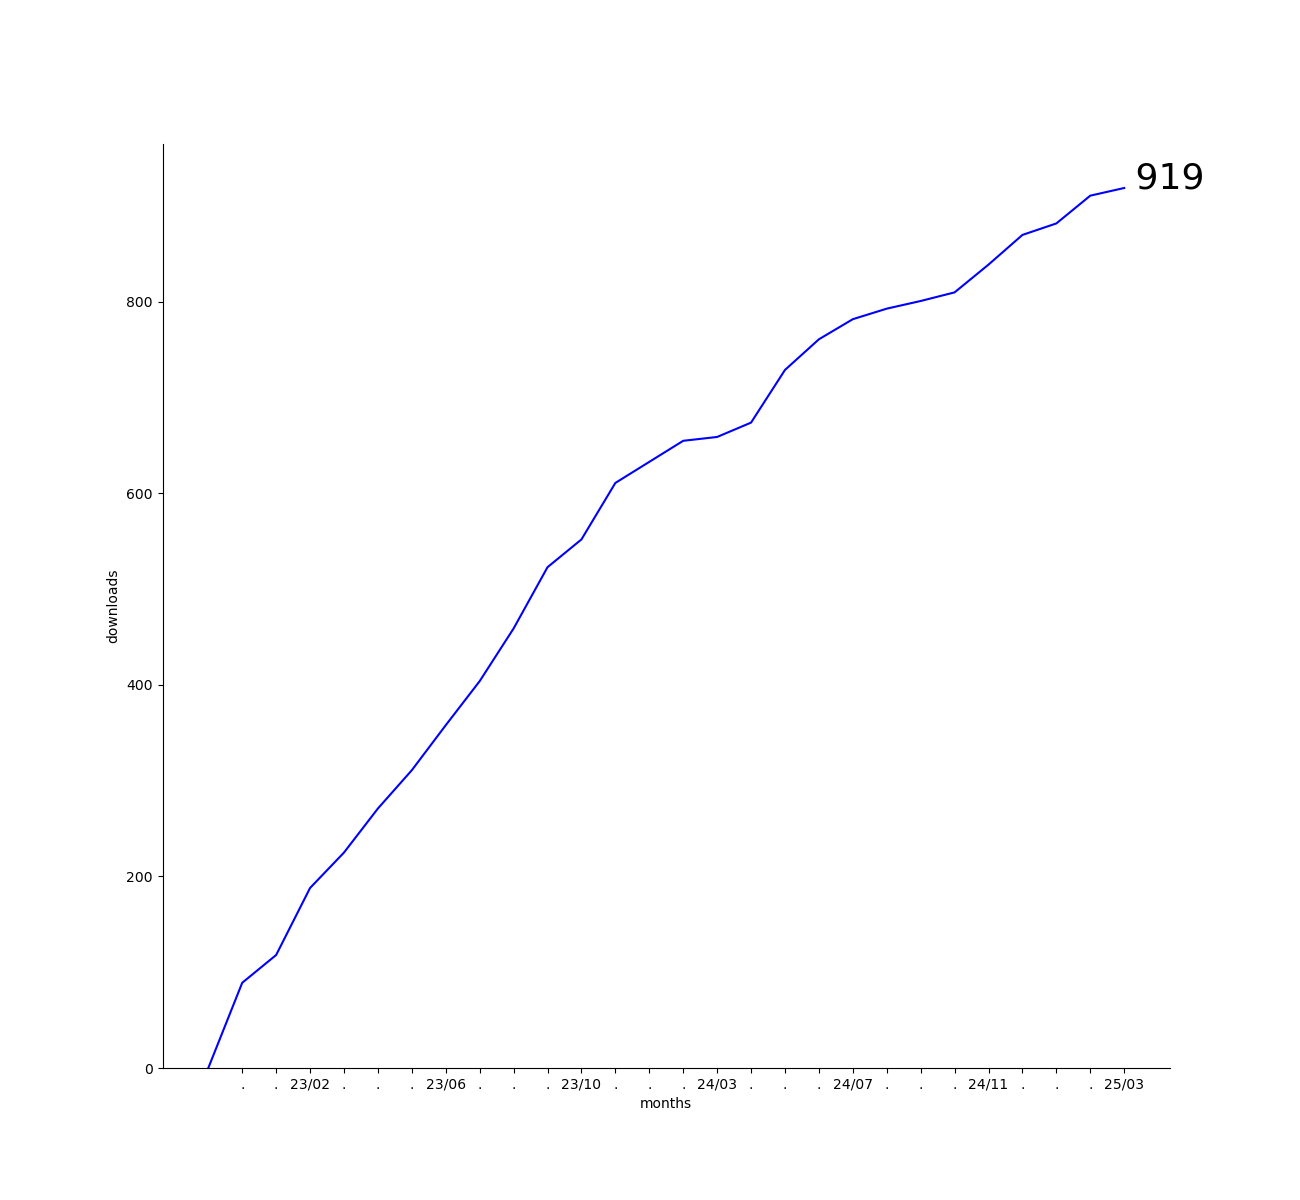 919
800
600
400
200
0
downloads
. . 23/02 . . . 23/06 . . . 23/10 . . . 24/03 . . . 24/07 . . . 24/11 . . . 25/03
months